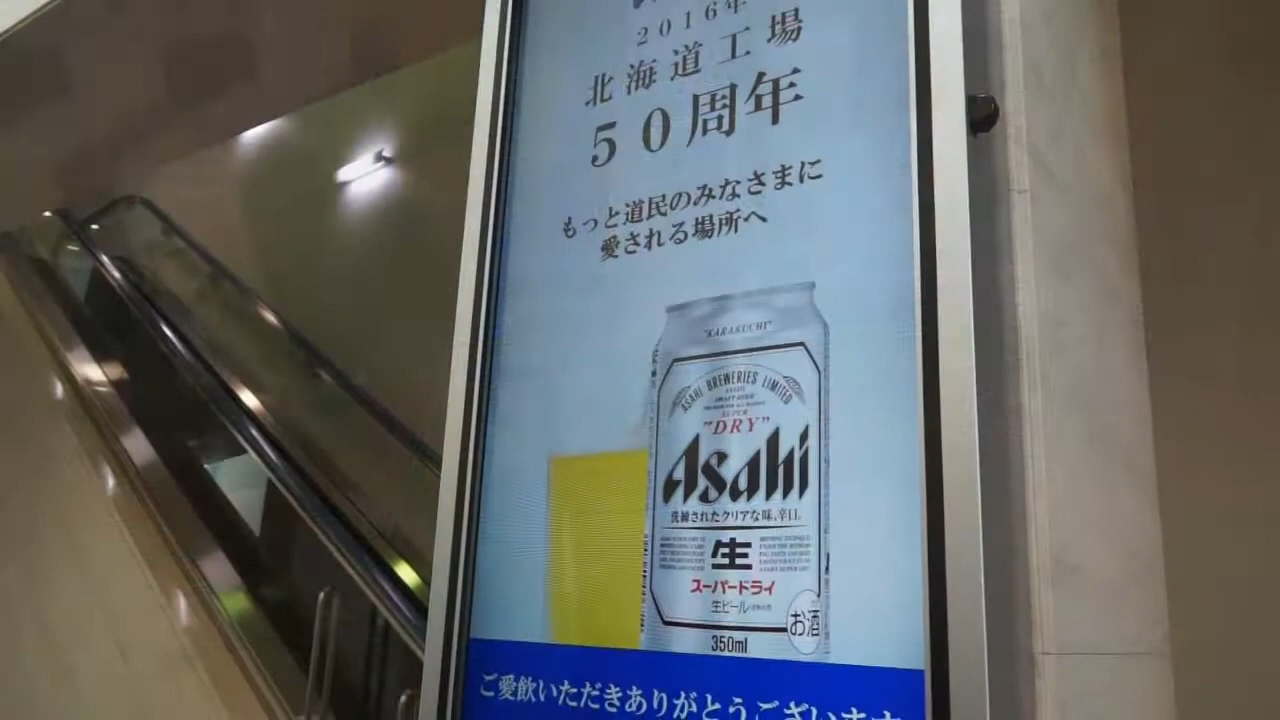 2016年
北海道工場
50周年
もっと道民のみなさまに
愛される場所へ
"KARAKUCHI"
ASAHI BREWERIES LIMITED
SUPER
"DRY"
Asahi
洗練されたクリアな味、辛口。
生
スーパードライ
生ビール
お酒
350ml
ご愛飲いただきありがとうございます